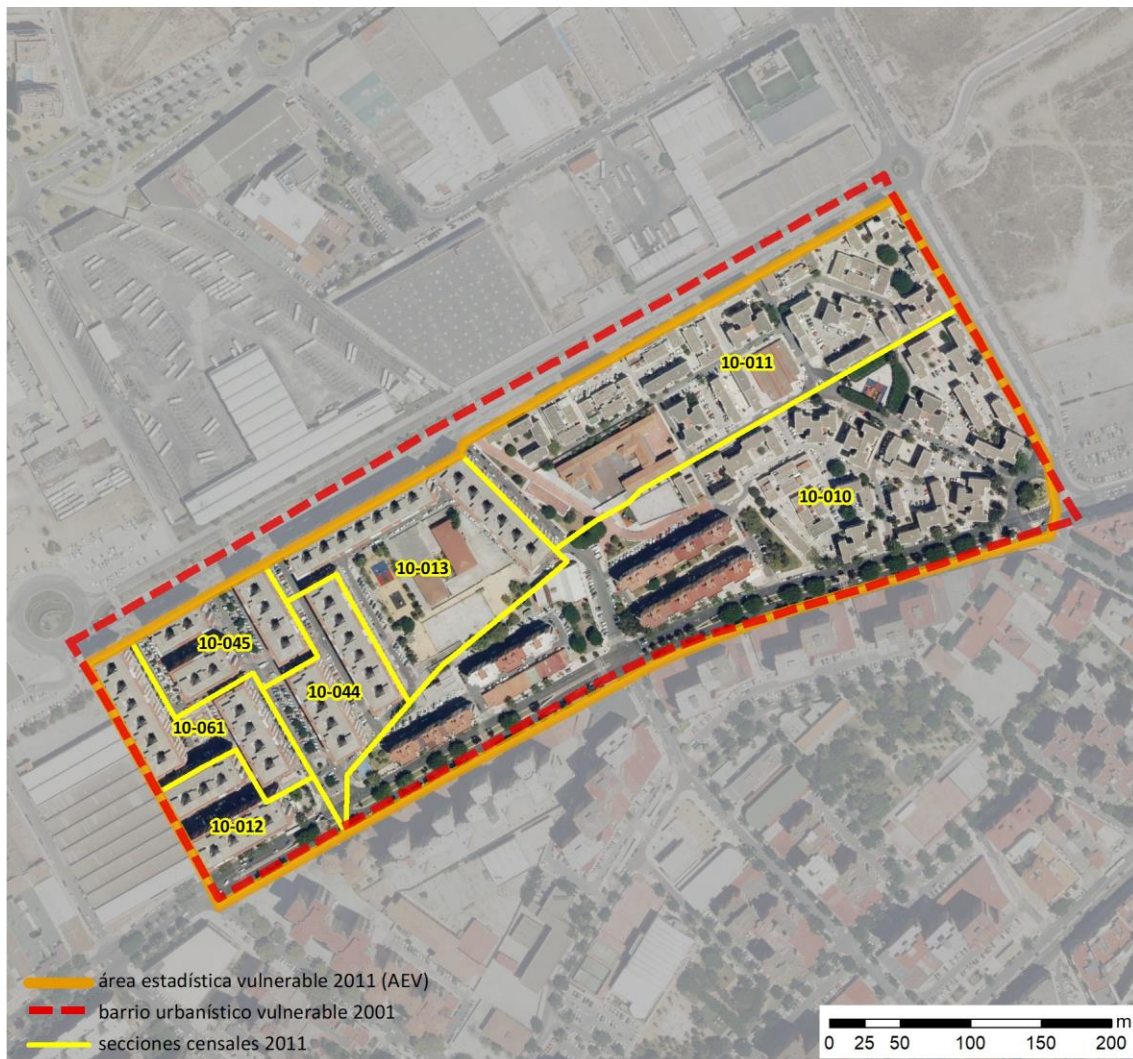 10-011
10-010
10-013
10-045
10-044
10-061
10-012
área estadística vulnerable 2011 (AEV)
barrio urbanístico vulnerable 2001
secciones censales 2011
m
0 25 50 100 150 200